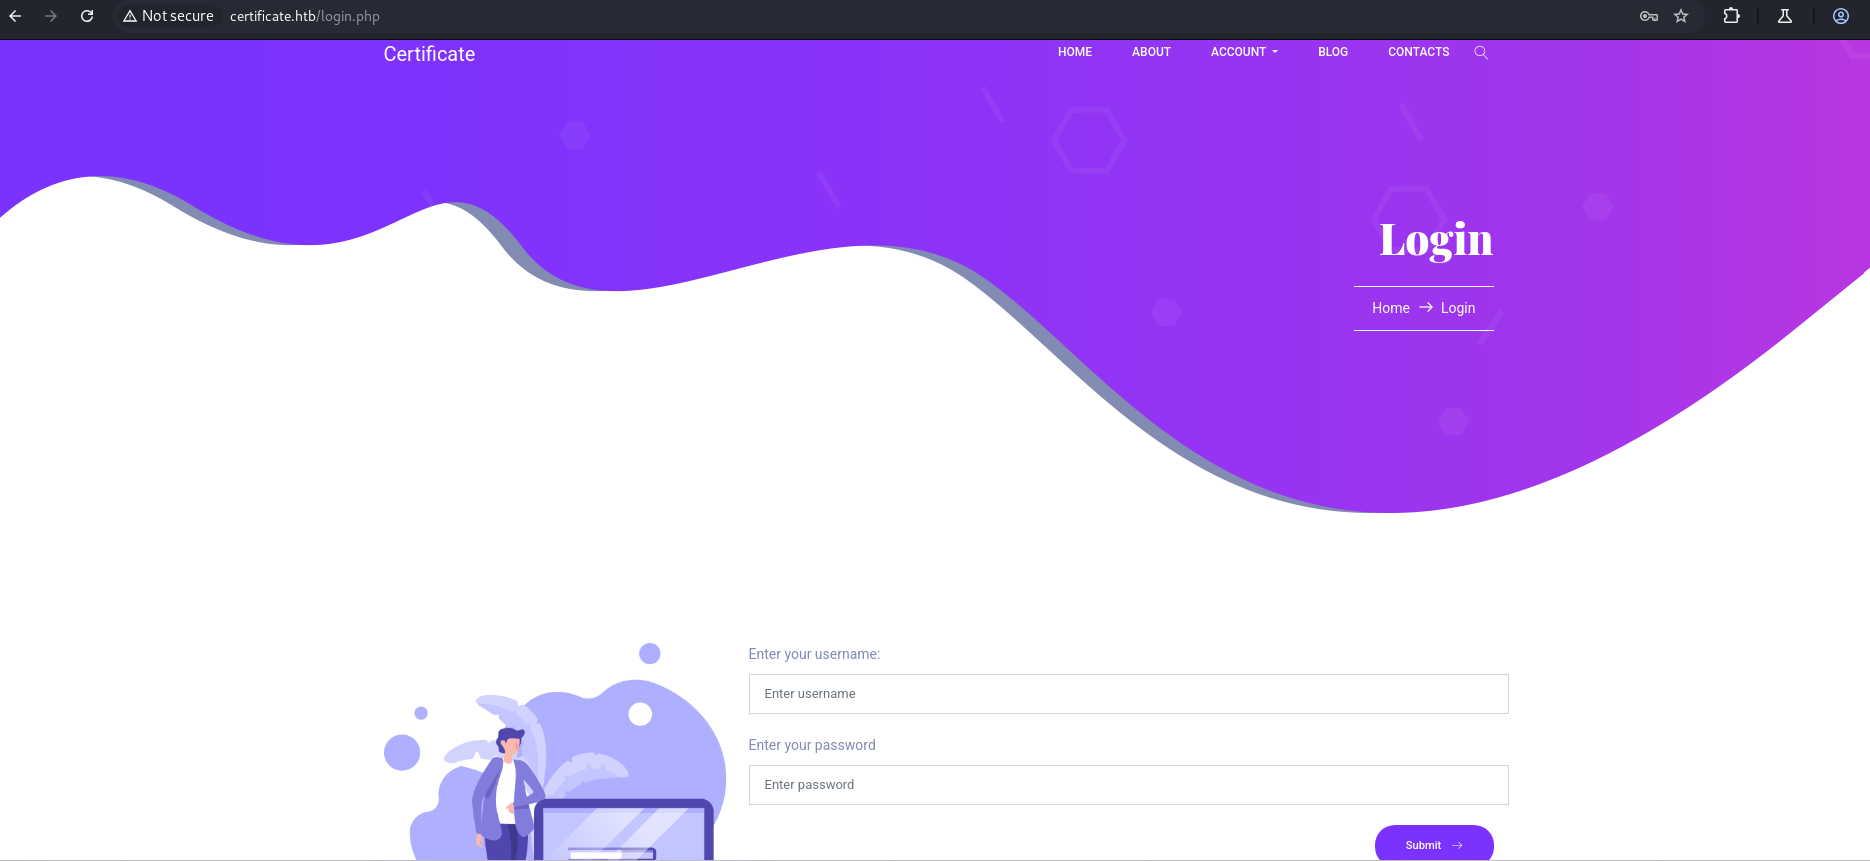 Not secure certificate.htb/login.php
Certificate HOME ABOUT ACCOUNT BLOG CONTACTS
Login
Home → Login
Enter your username:
Enter username
Enter your password
Enter password
Submit →